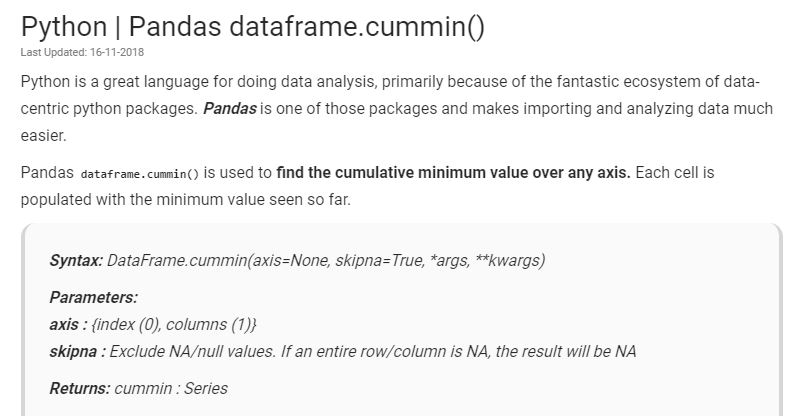 Python | Pandas dataframe.cummin()
Last Updated: 16-11-2018
Python is a great language for doing data analysis, primarily because of the fantastic ecosystem of data-
centric python packages. Pandas is one of those packages and makes importing and analyzing data much
easier.
Pandas dataframe.cummin() is used to find the cumulative minimum value over any axis. Each cell is
populated with the minimum value seen so far.
Syntax: DataFrame.cummin(axis=None, skipna=True, *args, **kwargs)
Parameters:
axis : {index (0), columns (1)}
skipna : Exclude NA/null values. If an entire row/column is NA, the result will be NA
Returns: cummin : Series